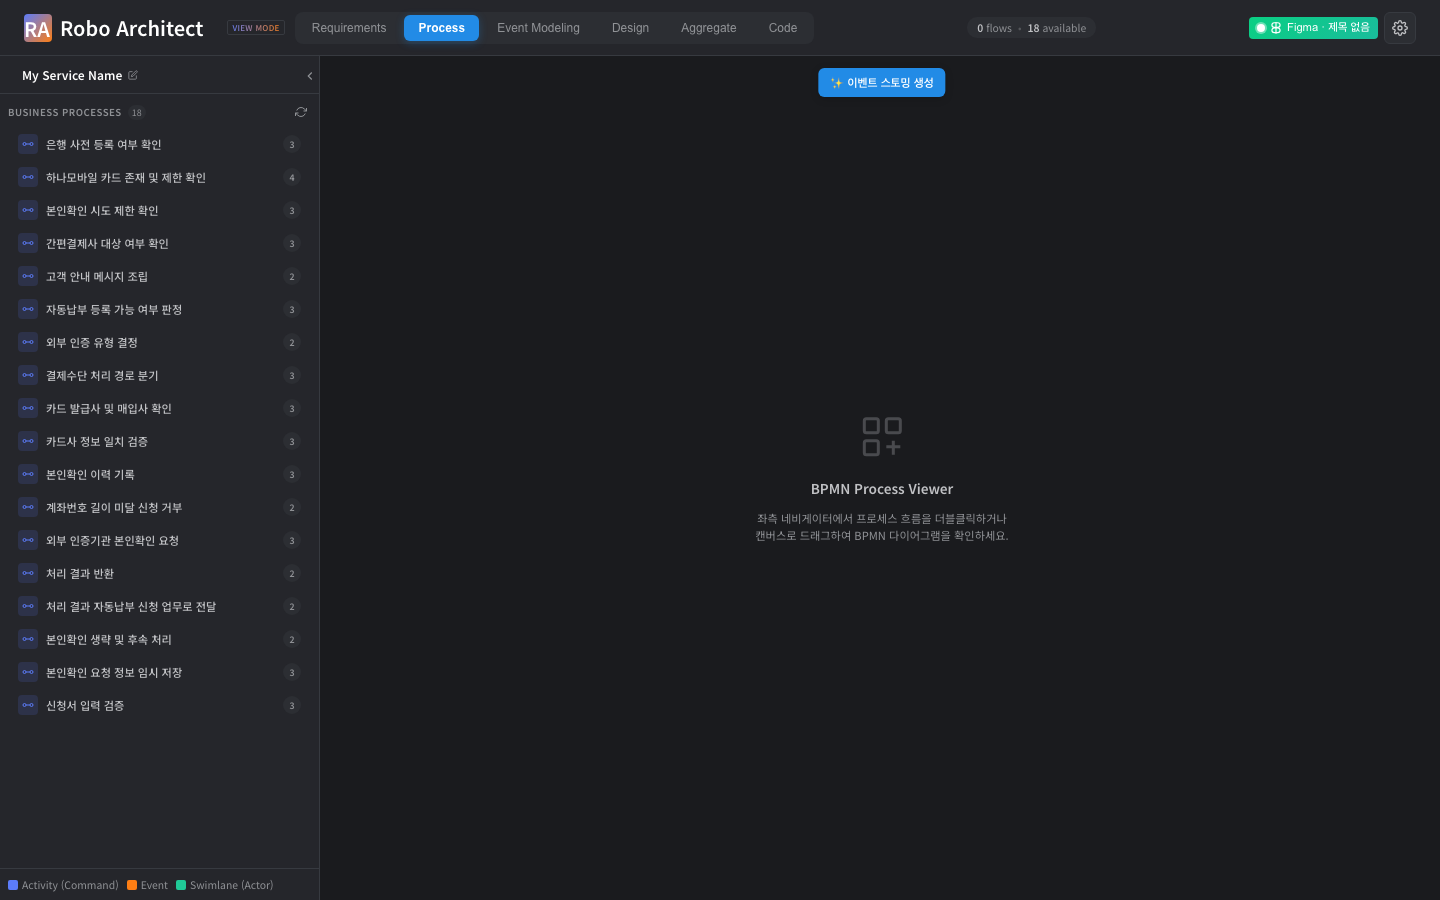 RA Robo Architect
VIEW MODE
Requirements
Process
Event Modeling
Design
Aggregate
Code
0 flows • 18 available
Figma · 제목 없음
My Service Name
✨ 이벤트 스토밍 생성
BUSINESS PROCESSES 18
은행 사전 등록 여부 확인 3
하나모바일 카드 존재 및 제한 확인 4
본인확인 시도 제한 확인 3
간편결제사 대상 여부 확인 3
고객 안내 메시지 조립 2
자동납부 등록 가능 여부 판정 3
외부 인증 유형 결정 2
결제수단 처리 경로 분기 3
카드 발급사 및 매입사 확인 3
카드사 정보 일치 검증 3
본인확인 이력 기록 3
계좌번호 길이 미달 신청 거부 2
외부 인증기관 본인확인 요청 3
처리 결과 반환 2
처리 결과 자동납부 신청 업무로 전달 2
본인확인 생략 및 후속 처리 2
본인확인 요청 정보 임시 저장 3
신청서 입력 검증 3
BPMN Process Viewer
좌측 네비게이터에서 프로세스 흐름을 더블클릭하거나
캔버스로 드래그하여 BPMN 다이어그램을 확인하세요.
Activity (Command)
Event
Swimlane (Actor)